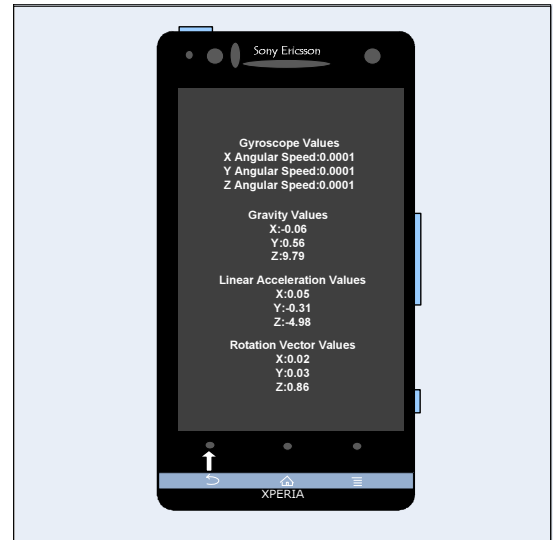 Sony Ericsson
Gyroscope Values
X Angular Speed:0.0001
Y Angular Speed:0.0001
Z Angular Speed:0.0001
Gravity Values
X:-0.06
Y:0.56
Z:9.79
Linear Acceleration Values
X:0.05
Y:-0.31
Z:-4.98
Rotation Vector Values
X:0.02
Y:0.03
Z:0.86
XPERIA